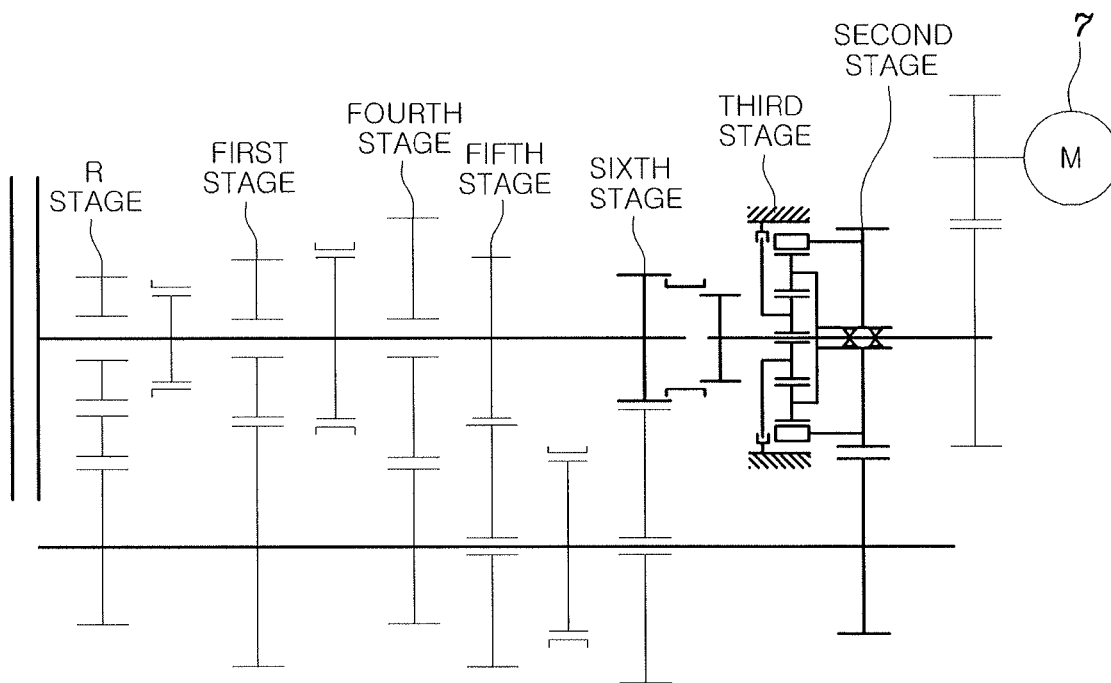 7
SECOND
STAGE
THIRD
STAGE
FOURTH
STAGE
FIRST
STAGE
FIFTH
STAGE
SIXTH
STAGE
R
STAGE
M